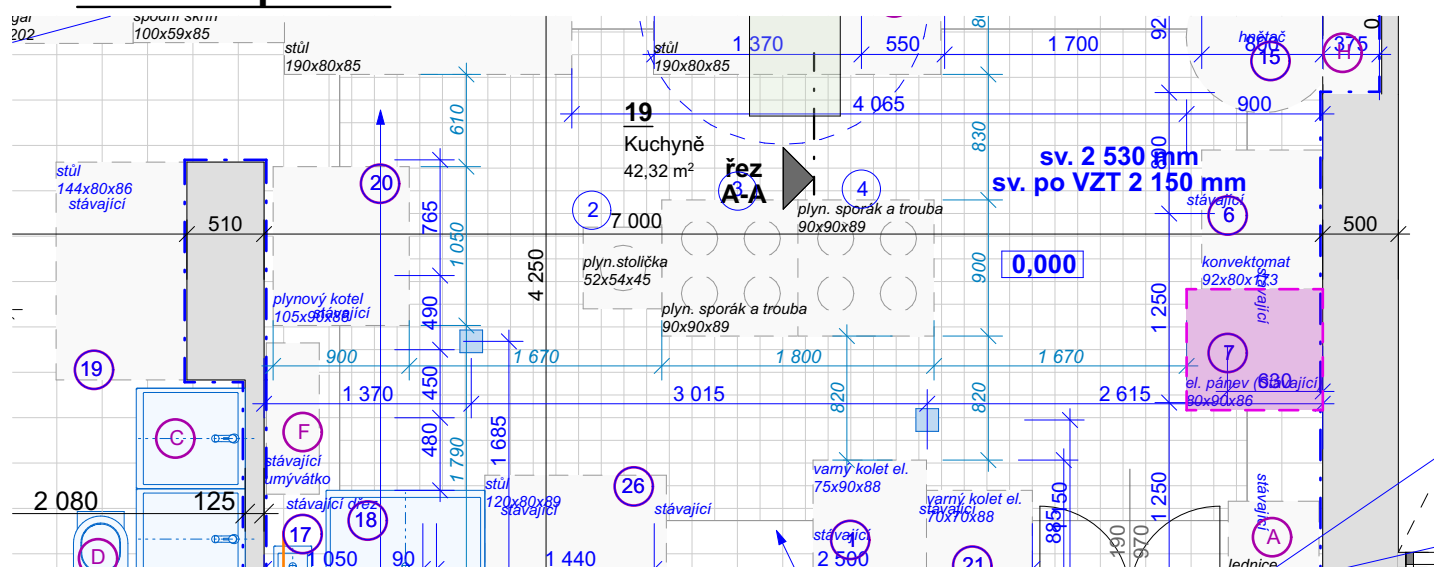 spodní skříň
202
100x59x85
stůl
190x80x85
stůl
190x80x85
1 370
550
1 700
92
hnětač
800
375
0
15
H
610
19
Kuchyně
42,32 m²
4 065
900
830
sv. 2 530 mm
sv. po VZT 2 150 mm
řez
A-A
stůl
144x80x86
stávající
20
2
3
4
stávající
6
510
765
1 050
7 000
plyn. sporák a trouba
90x90x89
500
4 250
plyn.stolička
52x54x45
900
0,000
konvektomat
92x80x173
stávající
plynový kotel
105x90x88
stávající
490
plyn. sporák a trouba
90x90x89
1 250
7
900
1 670
1 800
1 670
19
el. pánev (Stávající)
80x90x86
630
1 370
450
3 015
820
820
2 615
C
F
480
1 790
1 685
stávající
umývátko
varný kolet el.
75x90x88
stůl
120x80x89
stávající
26
stávající
varný kolet el.
70x70x88
stávající
1 250
stávající
2 080
125
stávající dřez
18
17
885
1 150
190
970
stávající
1
A
D
1 050
90
1 440
2 500
21
lednice